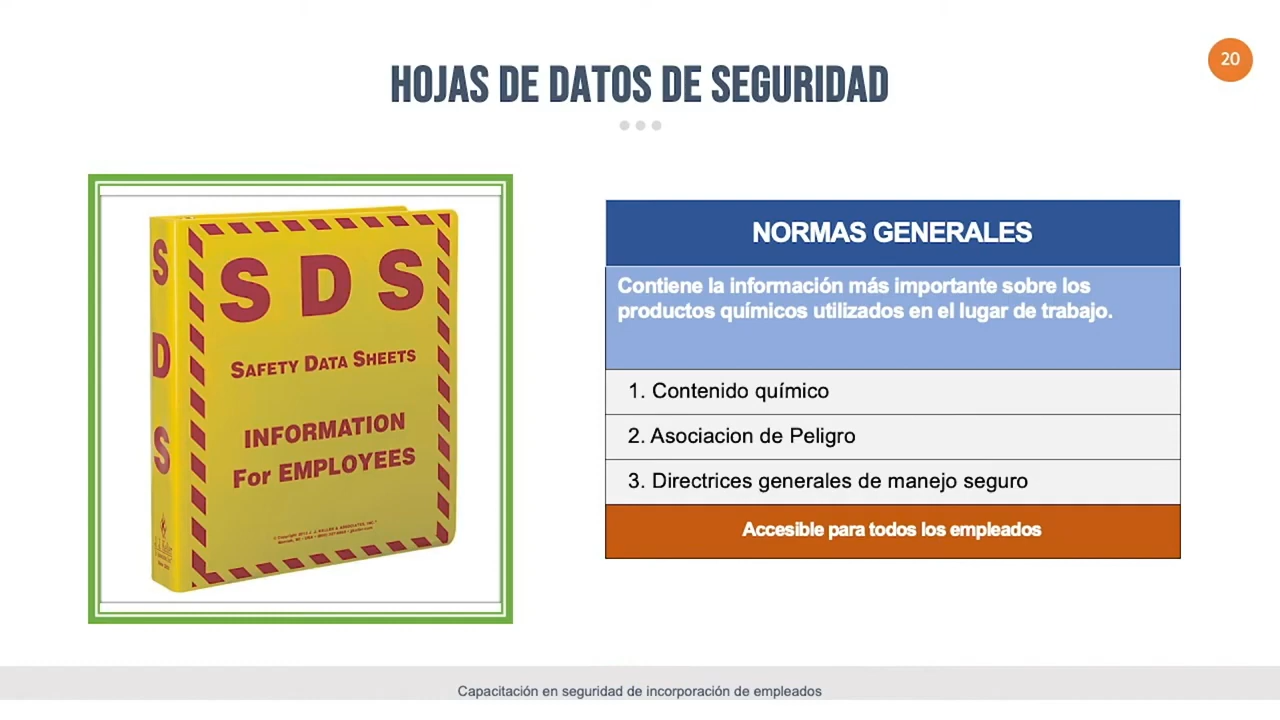 20
HOJAS DE DATOS DE SEGURIDAD
S D S
SAFETY DATA SHEETS
INFORMATION
For EMPLOYEES
S
D
S
NORMAS GENERALES
Contiene la información más importante sobre los
productos químicos utilizados en el lugar de trabajo.
1. Contenido químico
2. Asociacion de Peligro
3. Directrices generales de manejo seguro
Accesible para todos los empleados
Capacitación en seguridad de incorporación de empleados